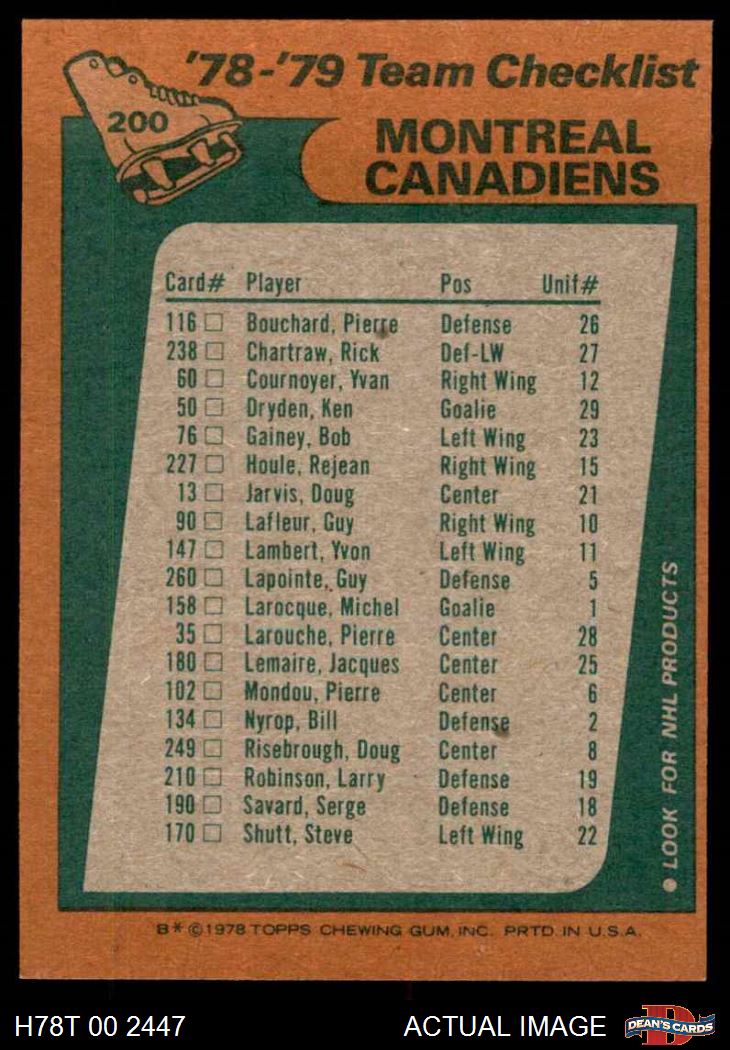 '78-'79 Team Checklist
200
MONTREAL
CANADIENS
Card# Player Pos Unif#
116 Bouchard, Pierre Defense 26
238 Chartraw, Rick Def-LW 27
60 Cournoyer, Yvan Right Wing 12
50 Dryden, Ken Goalie 29
76 Gainey, Bob Left Wing 23
227 Houle, Rejean Right Wing 15
13 Jarvis, Doug Center 21
90 Lafleur, Guy Right Wing 10
147 Lambert, Yvon Left Wing 11
260 Lapointe, Guy Defense 5
158 Larocque, Michel Goalie 1
35 Larouche, Pierre Center 28
180 Lemaire, Jacques Center 25
102 Mondou, Pierre Center 6
134 Nyrop, Bill Defense 2
249 Risebrough, Doug Center 8
210 Robinson, Larry Defense 19
190 Savard, Serge Defense 18
170 Shutt, Steve Left Wing 22
● LOOK FOR NHL PRODUCTS
B* ©1978 TOPPS CHEWING GUM, INC. PRTD IN U.S.A.
H78T 00 2447 ACTUAL IMAGE
D
DEAN'S CARDS